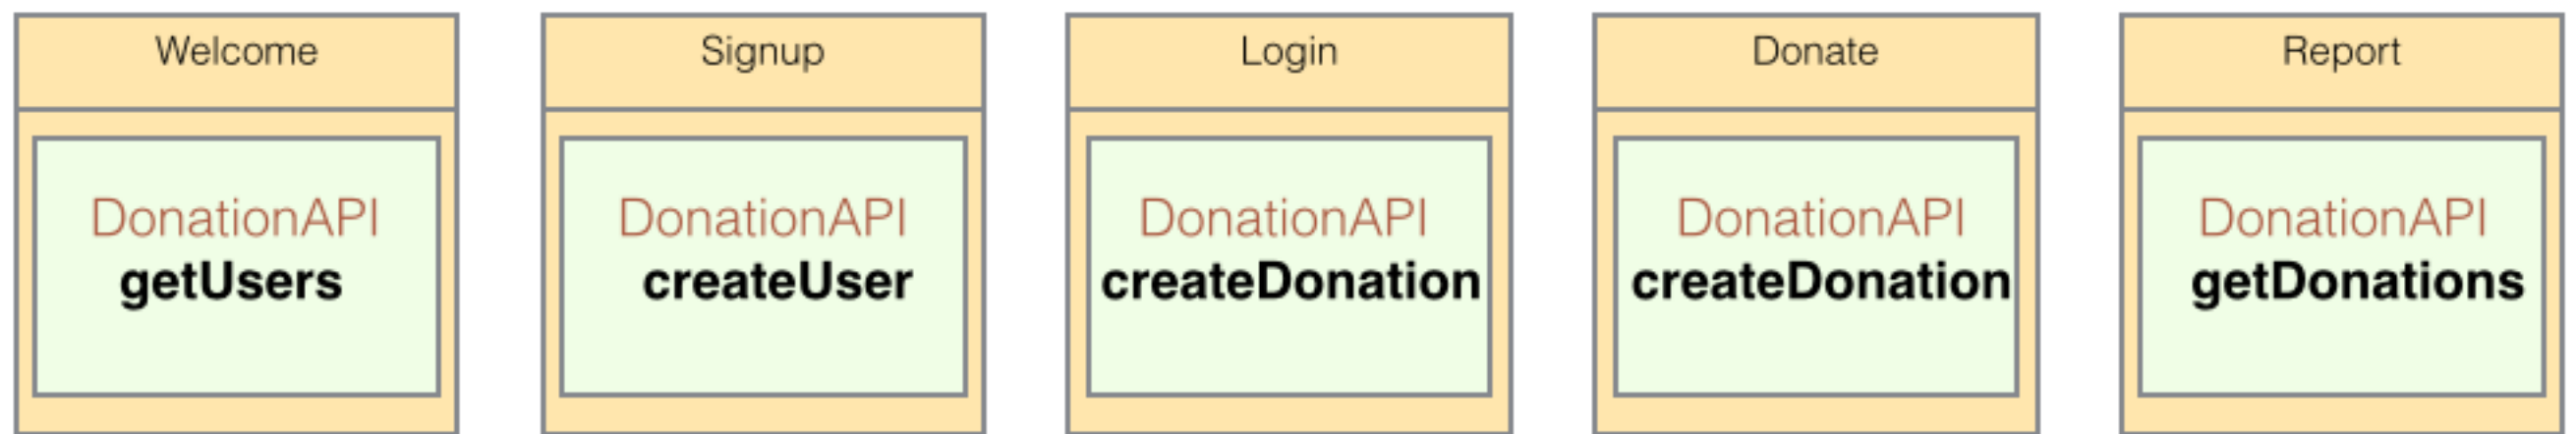 Welcome
DonationAPI
getUsers
Signup
DonationAPI
createUser
Login
DonationAPI
createDonation
Donate
DonationAPI
createDonation
Report
DonationAPI
getDonations